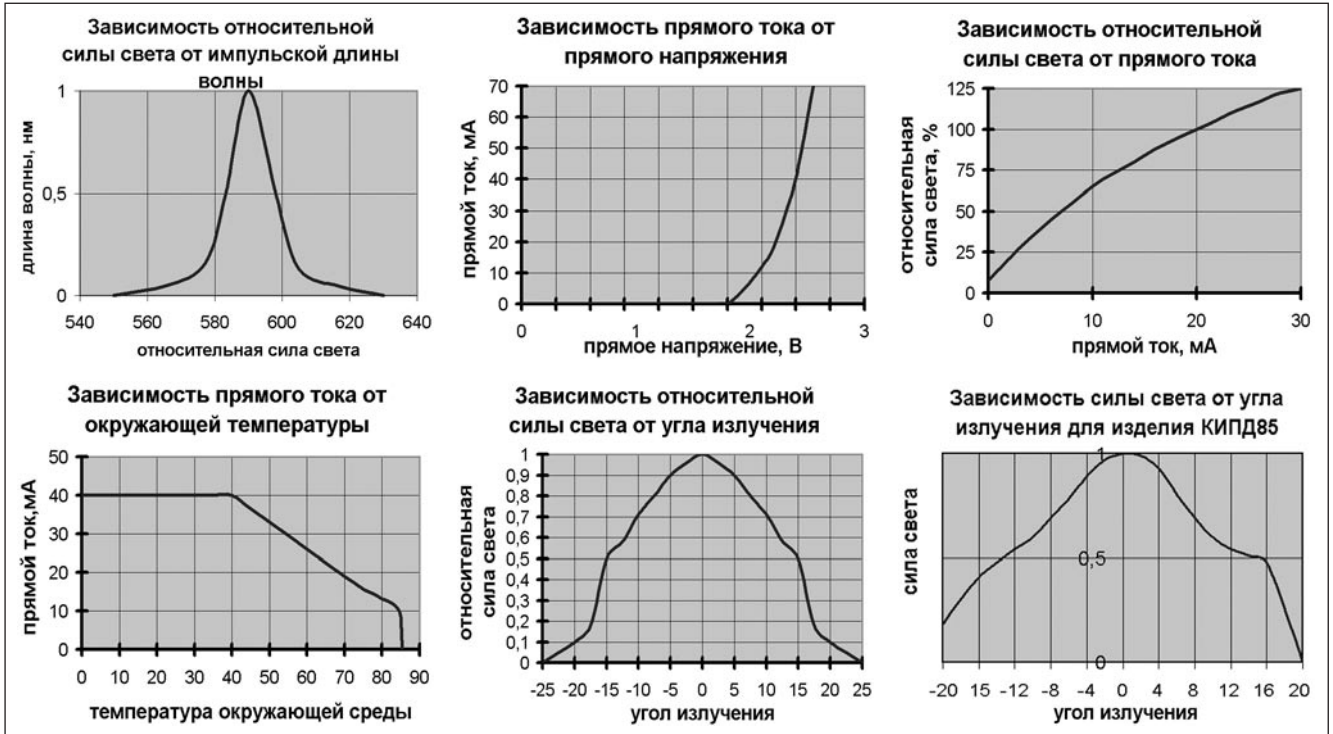 Зависимость относительной
силы света от импульской длины
волны
длина волны, нм
1
0,5
0
540 560 580 600 620 640
относительная сила света
Зависимость прямого тока от
прямого напряжения
прямой ток, мА
70
60
50
40
30
20
10
0
0 1 2 3
прямое напряжение, В
Зависимость относительной
силы света от прямого тока
относительная
сила света, %
125
100
75
50
25
0
0 10 20 30
прямой ток, мА
Зависимость прямого тока от
окружающей температуры
прямой ток,мА
50
40
30
20
10
0
0 10 20 30 40 50 60 70 80 90
температура окружающей среды
Зависимость относительной
силы света от угла излучения
относительная
сила света
1
0,9
0,8
0,7
0,6
0,5
0,4
0,3
0,2
0,1
0
-25 -20 -15 -10 -5 0 5 10 15 20 25
угол излучения
Зависимость силы света от угла
излучения для изделия КИПД85
сила света
1
0,5
0
-20 -16 -12 -8 -4 0 4 8 12 16 20
угол излучения